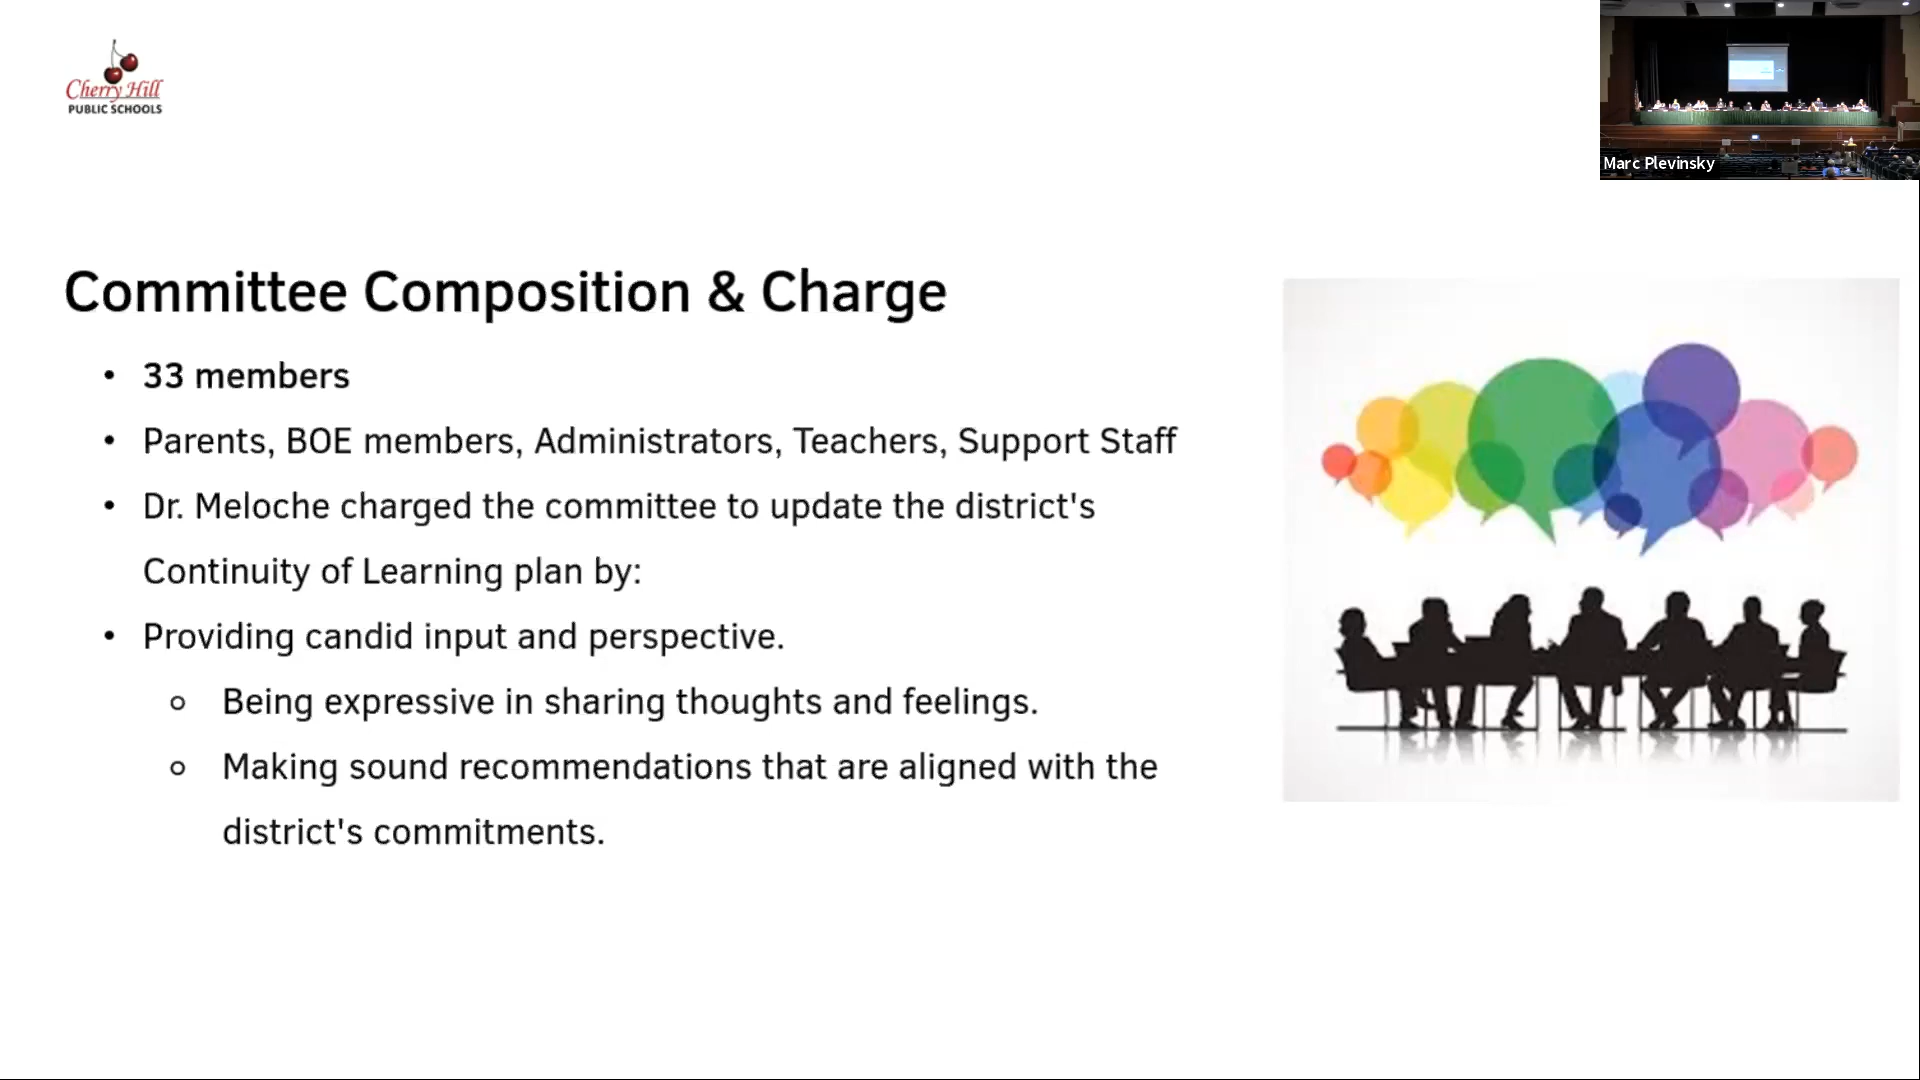 Cherry Hill
PUBLIC SCHOOLS
Marc Plevinsky
Committee Composition & Charge
• 33 members
• Parents, BOE members, Administrators, Teachers, Support Staff
• Dr. Meloche charged the committee to update the district's
Continuity of Learning plan by:
• Providing candid input and perspective.
○ Being expressive in sharing thoughts and feelings.
○ Making sound recommendations that are aligned with the
district's commitments.